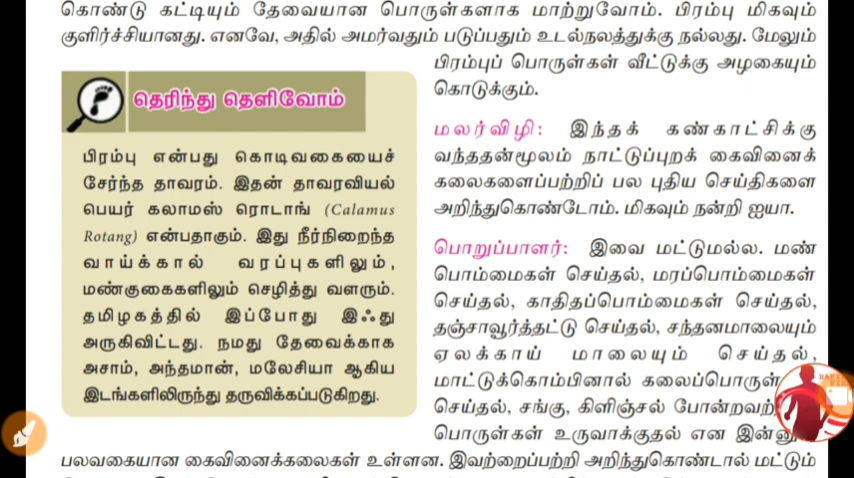 கொண்டு கட்டியும் தேவையான பொருள்களாக மாற்றுவோம். பிரம்பு மிகவும்
குளிர்ச்சியானது. எனவே, அதில் அமர்வதும் படுப்பதும் உடல்நலத்துக்கு நல்லது. மேலும்
பிரம்புப் பொருள்கள் வீட்டுக்கு அழகையும்
கொடுக்கும்.
தெரிந்து தெளிவோம்
பிரம்பு என்பது கொடிவகையைச்
சேர்ந்த தாவரம். இதன் தாவரவியல்
பெயர் கலாமஸ் ரொடாங் (Calamus
Rotang) என்பதாகும். இது நீர்நிறைந்த
வாய்க்கால் வரப்புகளிலும்,
மண்குகைகளிலும் செழித்து வளரும்.
தமிழகத்தில் இப்போது இஃது
அருகிவிட்டது. நமது தேவைக்காக
அசாம், அந்தமான், மலேசியா ஆகிய
இடங்களிலிருந்து தருவிக்கப்படுகிறது.
மலர்விழி: இந்தக் கண்காட்சிக்கு
வந்ததன்மூலம் நாட்டுப்புறக் கைவினைக்
கலைகளைப்பற்றிப் பல புதிய செய்திகளை
அறிந்துகொண்டோம். மிகவும் நன்றி ஐயா.
பொறுப்பாளர்: இவை மட்டுமல்ல. மண்
பொம்மைகள் செய்தல், மரப்பொம்மைகள்
செய்தல், காதிதப்பொம்மைகள் செய்தல்,
தஞ்சாவூர்த்தட்டு செய்தல், சந்தனமாலையும்
ஏலக்காய் மாலையும் செய்தல்,
மாட்டுக்கொம்பினால் கலைப்பொருள்
செய்தல், சங்கு, கிளிஞ்சல்
பொருள்கள் உருவாக்குதல் என
பலவகையான கைவினைக்கலைகள் உள்ளன. இவற்றைப்பற்றி அறிந்துகொண்டால் மட்டும்